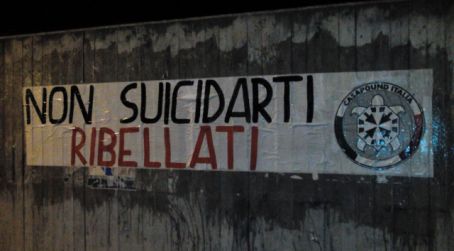 NON SUICIDARTI
RIBELLATI
CASAPOUND ITALIA